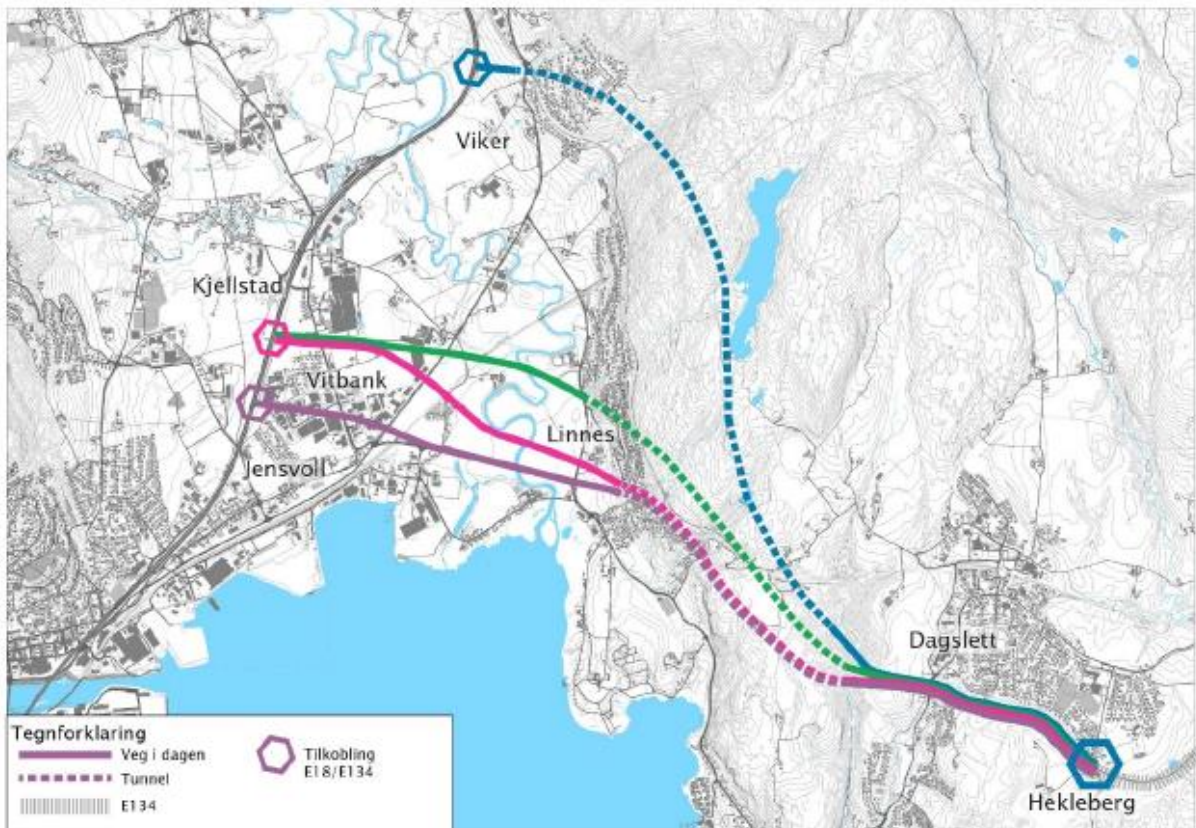 Viker
Kjellstad
Vitbank
Linnes
Jensvoll
Dagslett
Hekleberg
Tegnforklaring
Veg i dagen
Tunnel
E134
Tilkobling
E18/E134